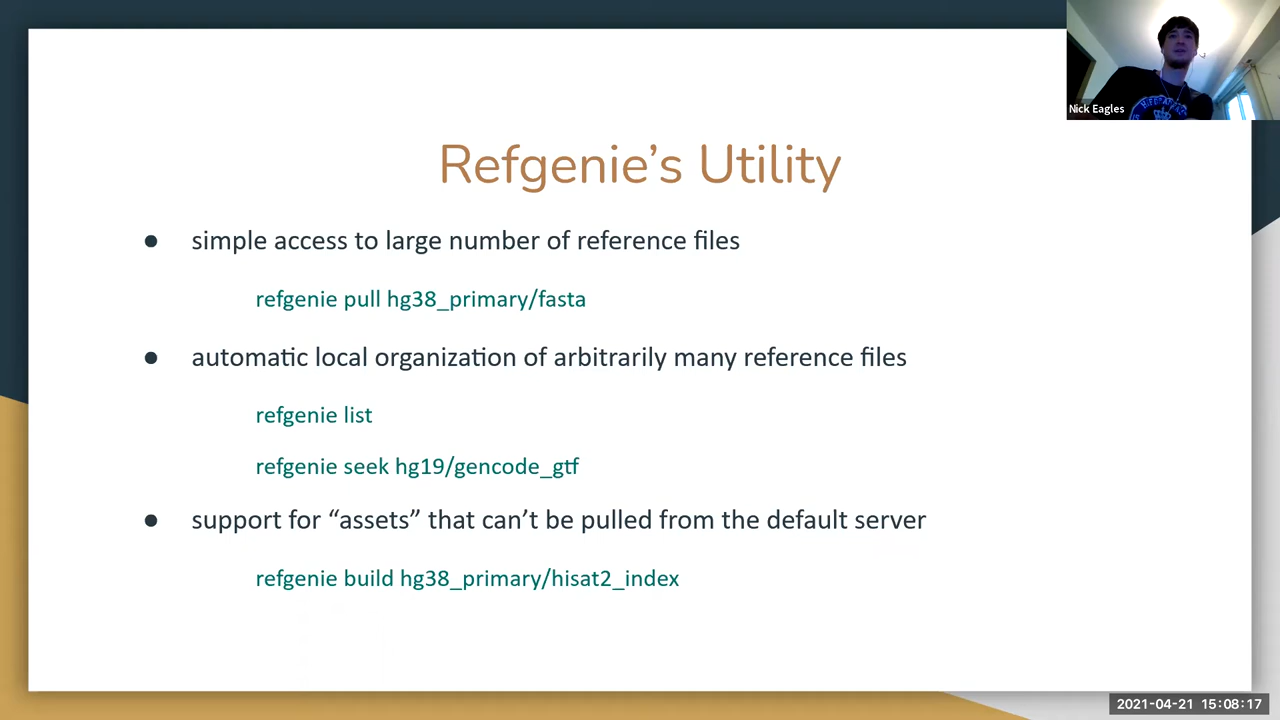 Nick Eagles
Refgenie's Utility
● simple access to large number of reference files
refgenie pull hg38_primary/fasta
● automatic local organization of arbitrarily many reference files
refgenie list
refgenie seek hg19/gencode_gtf
● support for “assets” that can’t be pulled from the default server
refgenie build hg38_primary/hisat2_index
2021-04-21 15:08:17